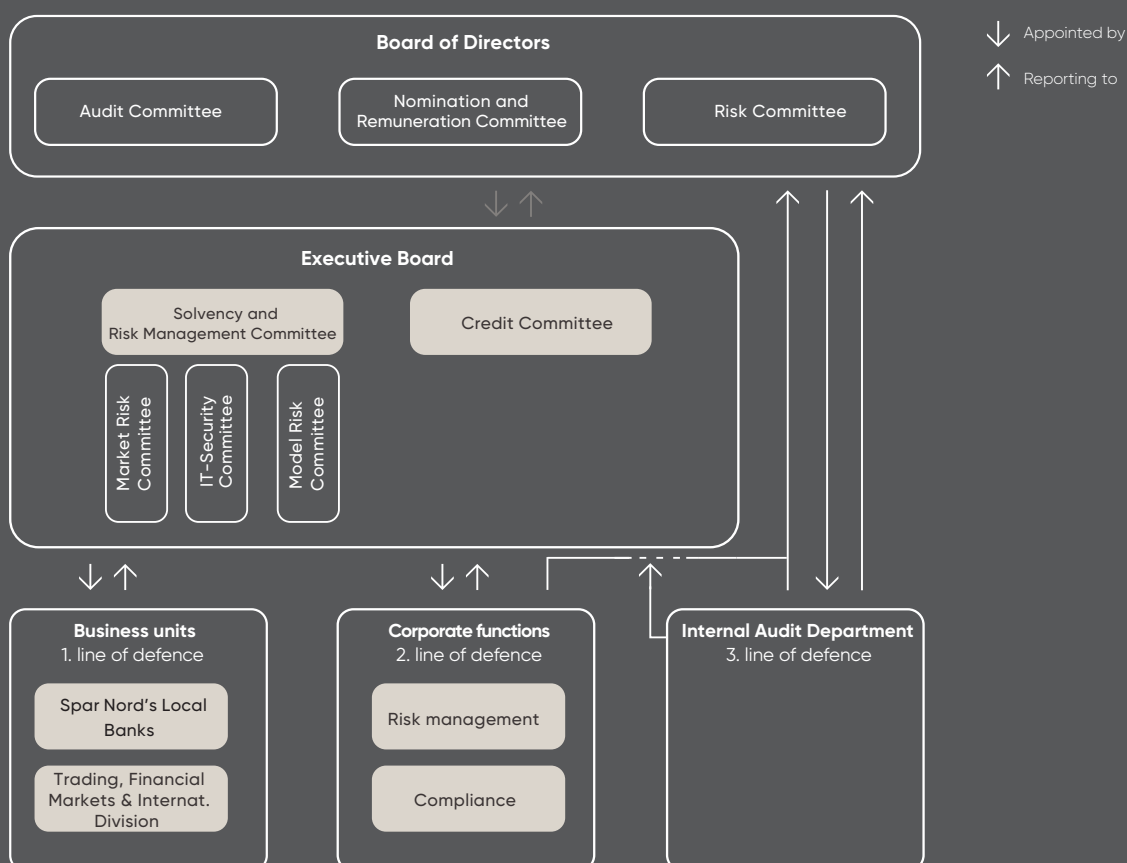 Board of Directors
Audit Committee
Nomination and
Remuneration Committee
Risk Committee
Appointed by
Reporting to
Executive Board
Solvency and
Risk Management Committee
Credit Committee
Market Risk
Committee
IT-Security
Committee
Model Risk
Committee
Business units
1. line of defence
Spar Nord's Local
Banks
Trading, Financial
Markets & Internat.
Division
Corporate functions
2. line of defence
Risk management
Compliance
Internal Audit Department
3. line of defence